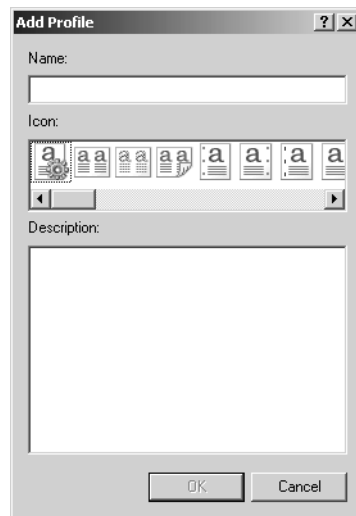 Add Profile
Name:
Icon:
a a a a a a a a :a a: :a a
Description:
OK Cancel